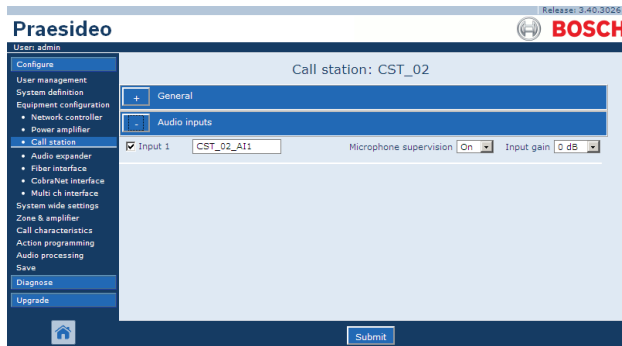 Release: 3.40.3026
Praesideo
BOSCH
User: admin
Configure
User management
System definition
Equipment configuration
• Network controller
• Power amplifier
• Call station
• Audio expander
• Fiber interface
• CobraNet interface
• Multi ch interface
System wide settings
Zone & amplifier
Call characteristics
Action programming
Audio processing
Save
Diagnose
Upgrade
Call station: CST_02
+ General
- Audio inputs
Input 1 CST_02_AI1 Microphone supervision On Input gain 0 dB
Submit